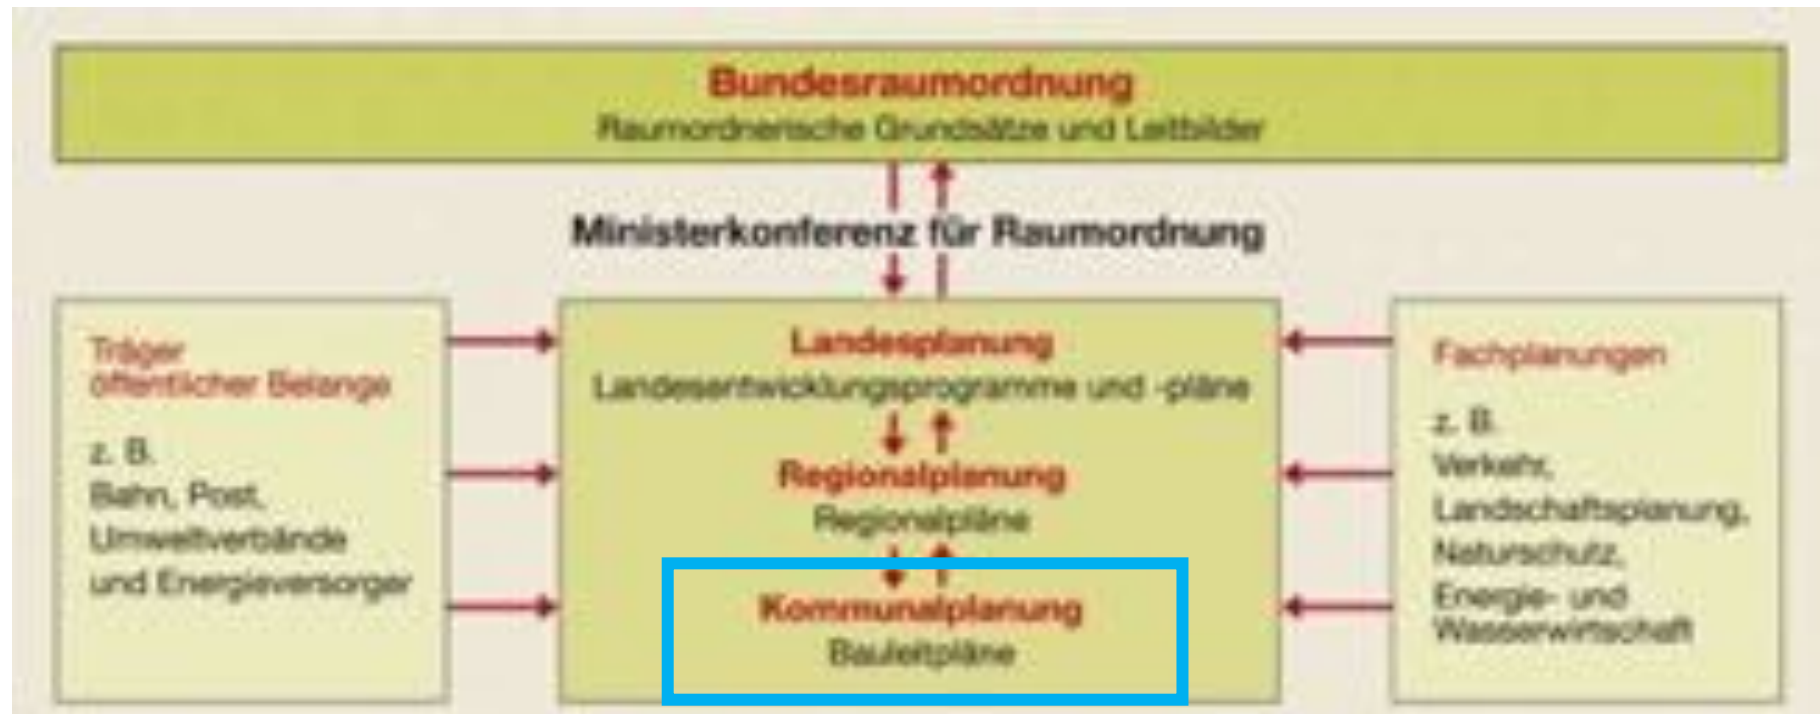 Bundesraumordnung
Raumordnerische Grundsätze und Leitbilder
Ministerkonferenz für Raumordnung
Träger
öffentlicher Belange
z. B.
Bahn, Post,
Umweltverbände
und Energieversorger
Landesplanung
Landesentwicklungsprogramme und -pläne
Regionalplanung
Regionalpläne
Kommunalplanung
Bauleitpläne
Fachplanungen
z. B.
Verkehr,
Landschaftsplanung,
Naturschutz,
Energie- und
Wasserwirtschaft